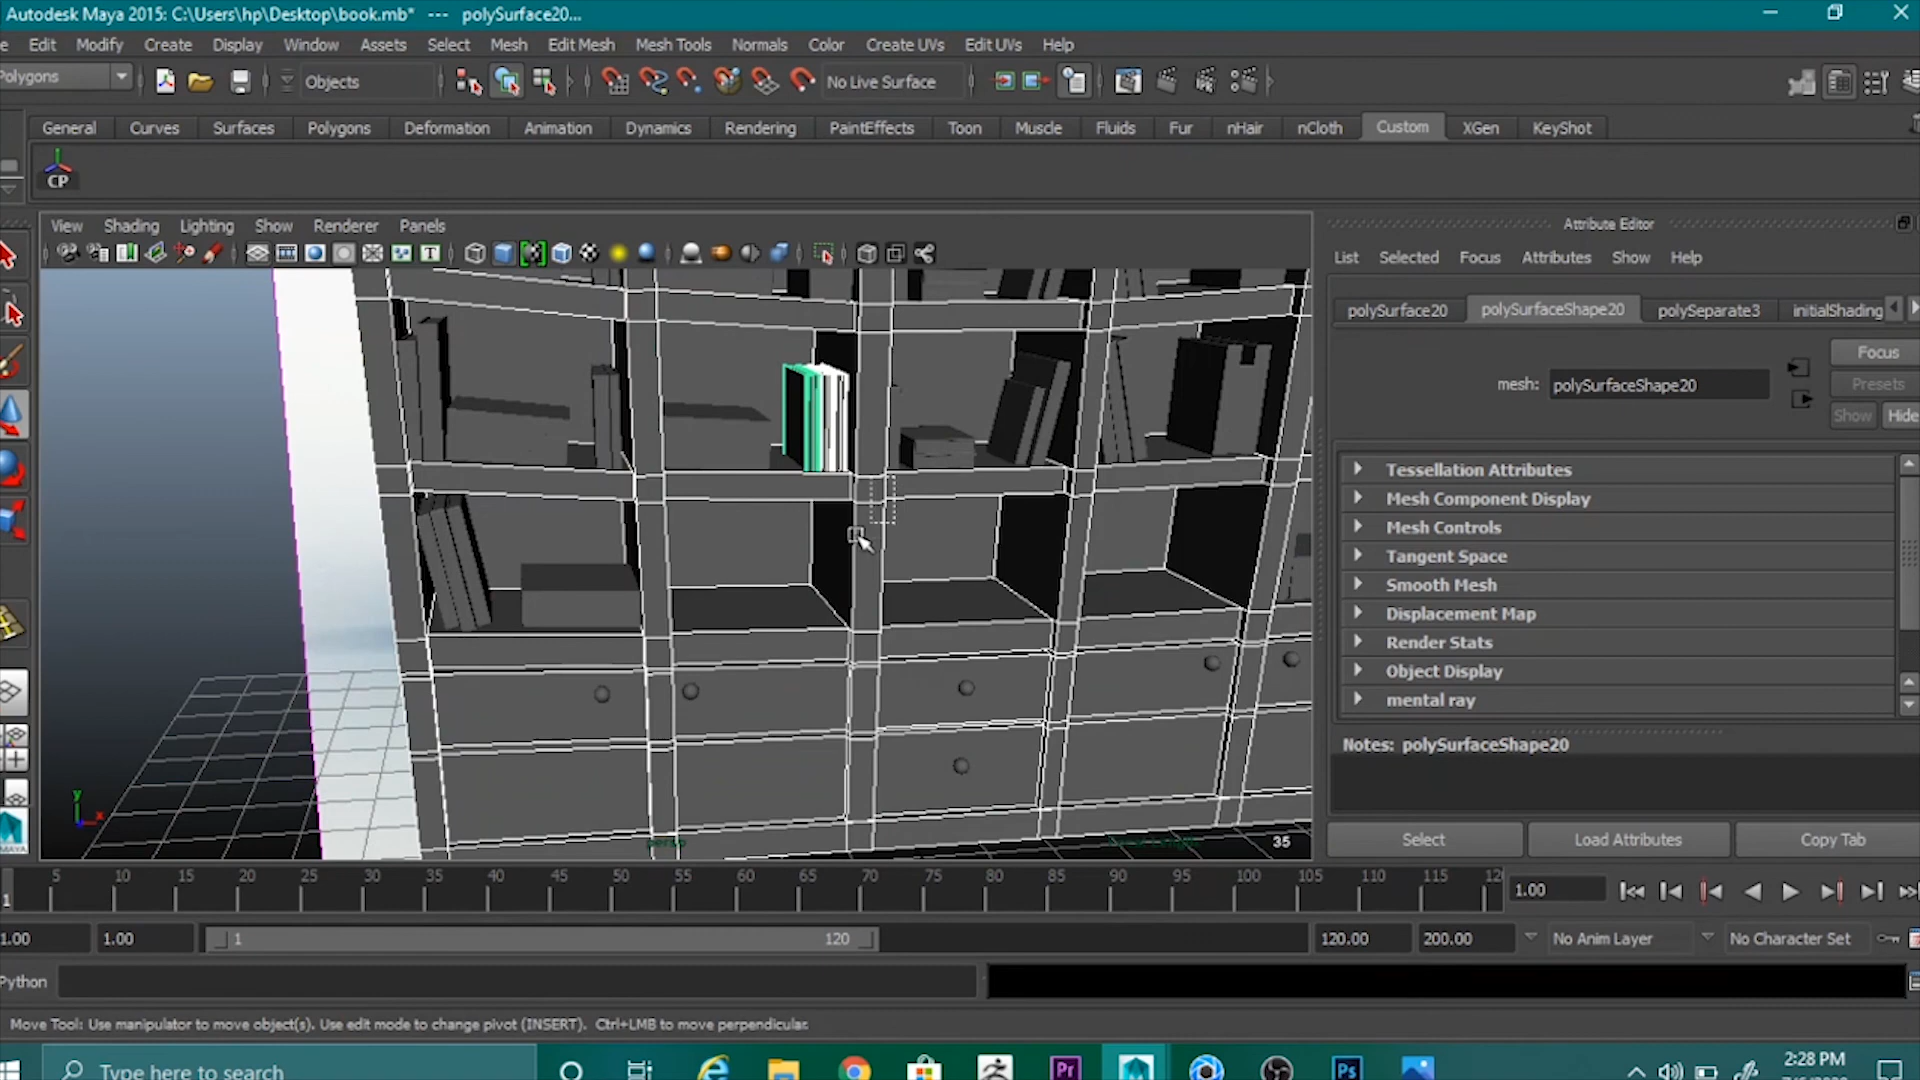 Autodesk Maya 2015: C:\Users\hp\Desktop\book.mb* --- polySurface20...
Edit Modify Create Display Window Assets Select Mesh Edit Mesh Mesh Tools Normals Color Create UVs Edit UVs Help
Polygons Objects No Live Surface
General Curves Surfaces Polygons Deformation Animation Dynamics Rendering PaintEffects Toon Muscle Fluids Fur nHair nCloth Custom XGen KeyShot
CP
View Shading Lighting Show Renderer Panels
Attribute Editor
List Selected Focus Attributes Show Help
polySurface20 polySurfaceShape20 polySeparate3 initialShading
Focus
mesh: polySurfaceShape20
Presets
Show Hide
Tessellation Attributes
Mesh Component Display
Mesh Controls
Tangent Space
Smooth Mesh
Displacement Map
Render Stats
Object Display
mental ray
Notes: polySurfaceShape20
y
x
persp
35
Select Load Attributes Copy Tab
5 10 15 20 25 30 35 40 45 50 55 60 65 70 75 80 85 90 95 100 105 110 115 12
1 1.00
1.00 1.00 1 120 120.00 200.00 No Anim Layer No Character Set
Python
Move Tool: Use manipulator to move object(s). Use edit mode to change pivot (INSERT). Ctrl+LMB to move perpendicular.
Type here to search
Pr
Ps
2:28 PM